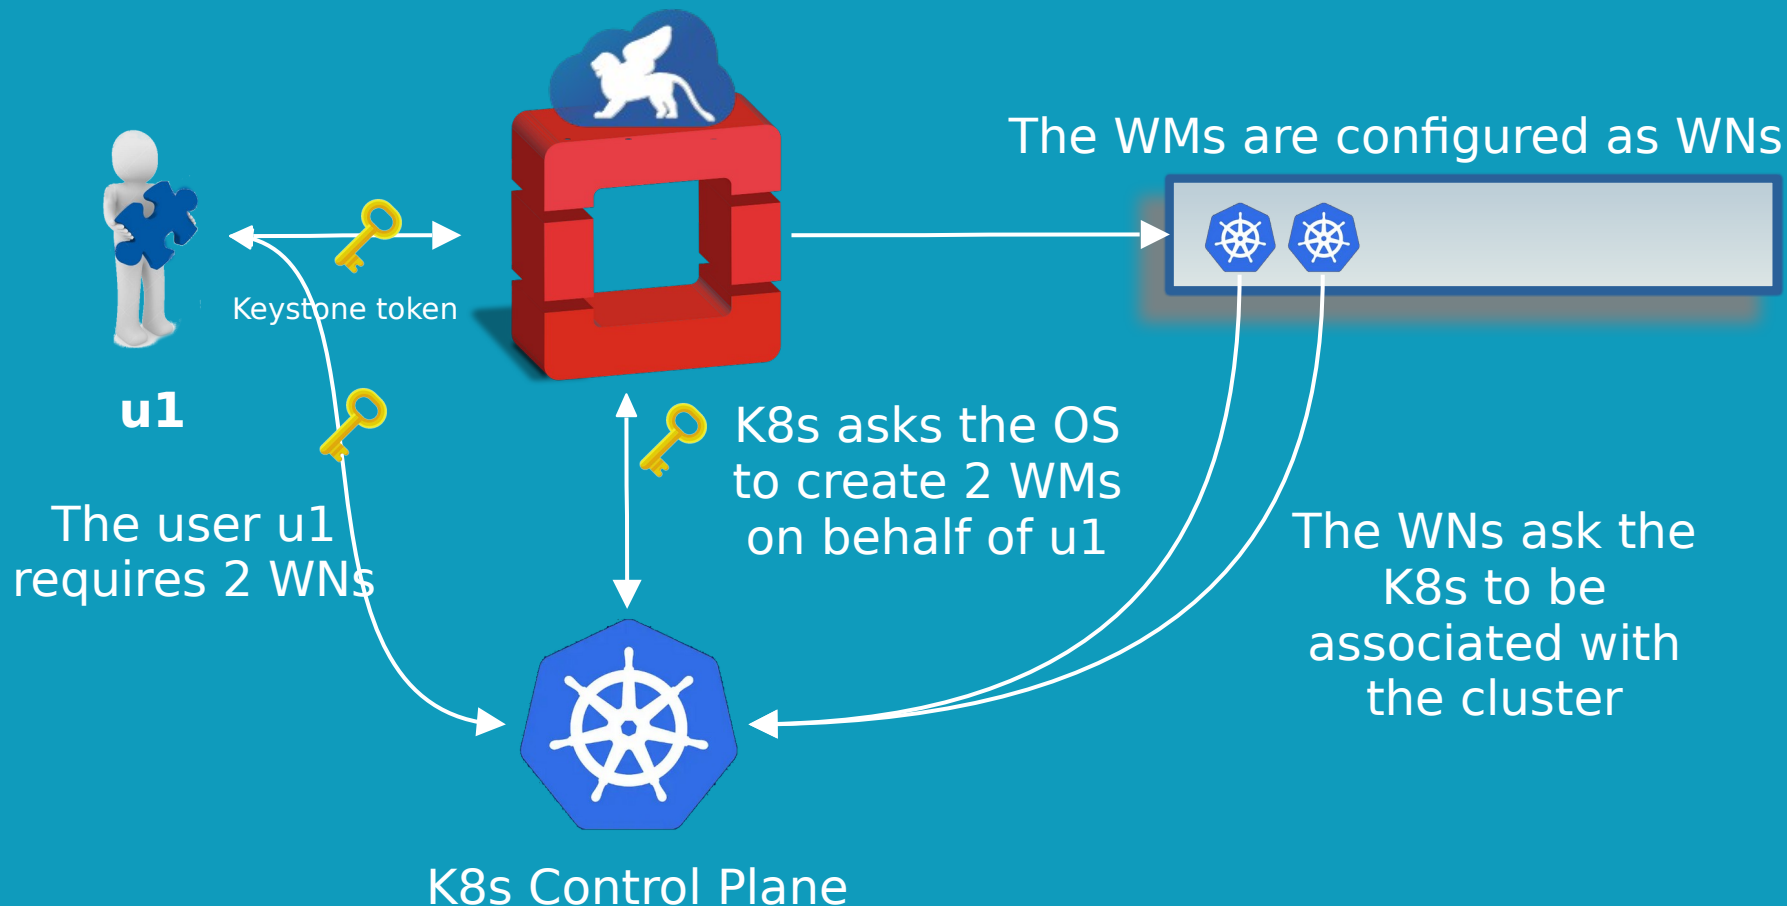 The WMs are configured as WNs
Keystone token
u1
K8s asks the OS
to create 2 WMs
on behalf of u1
The user u1
requires 2 WNs
The WNs ask the
K8s to be
associated with
the cluster
K8s Control Plane